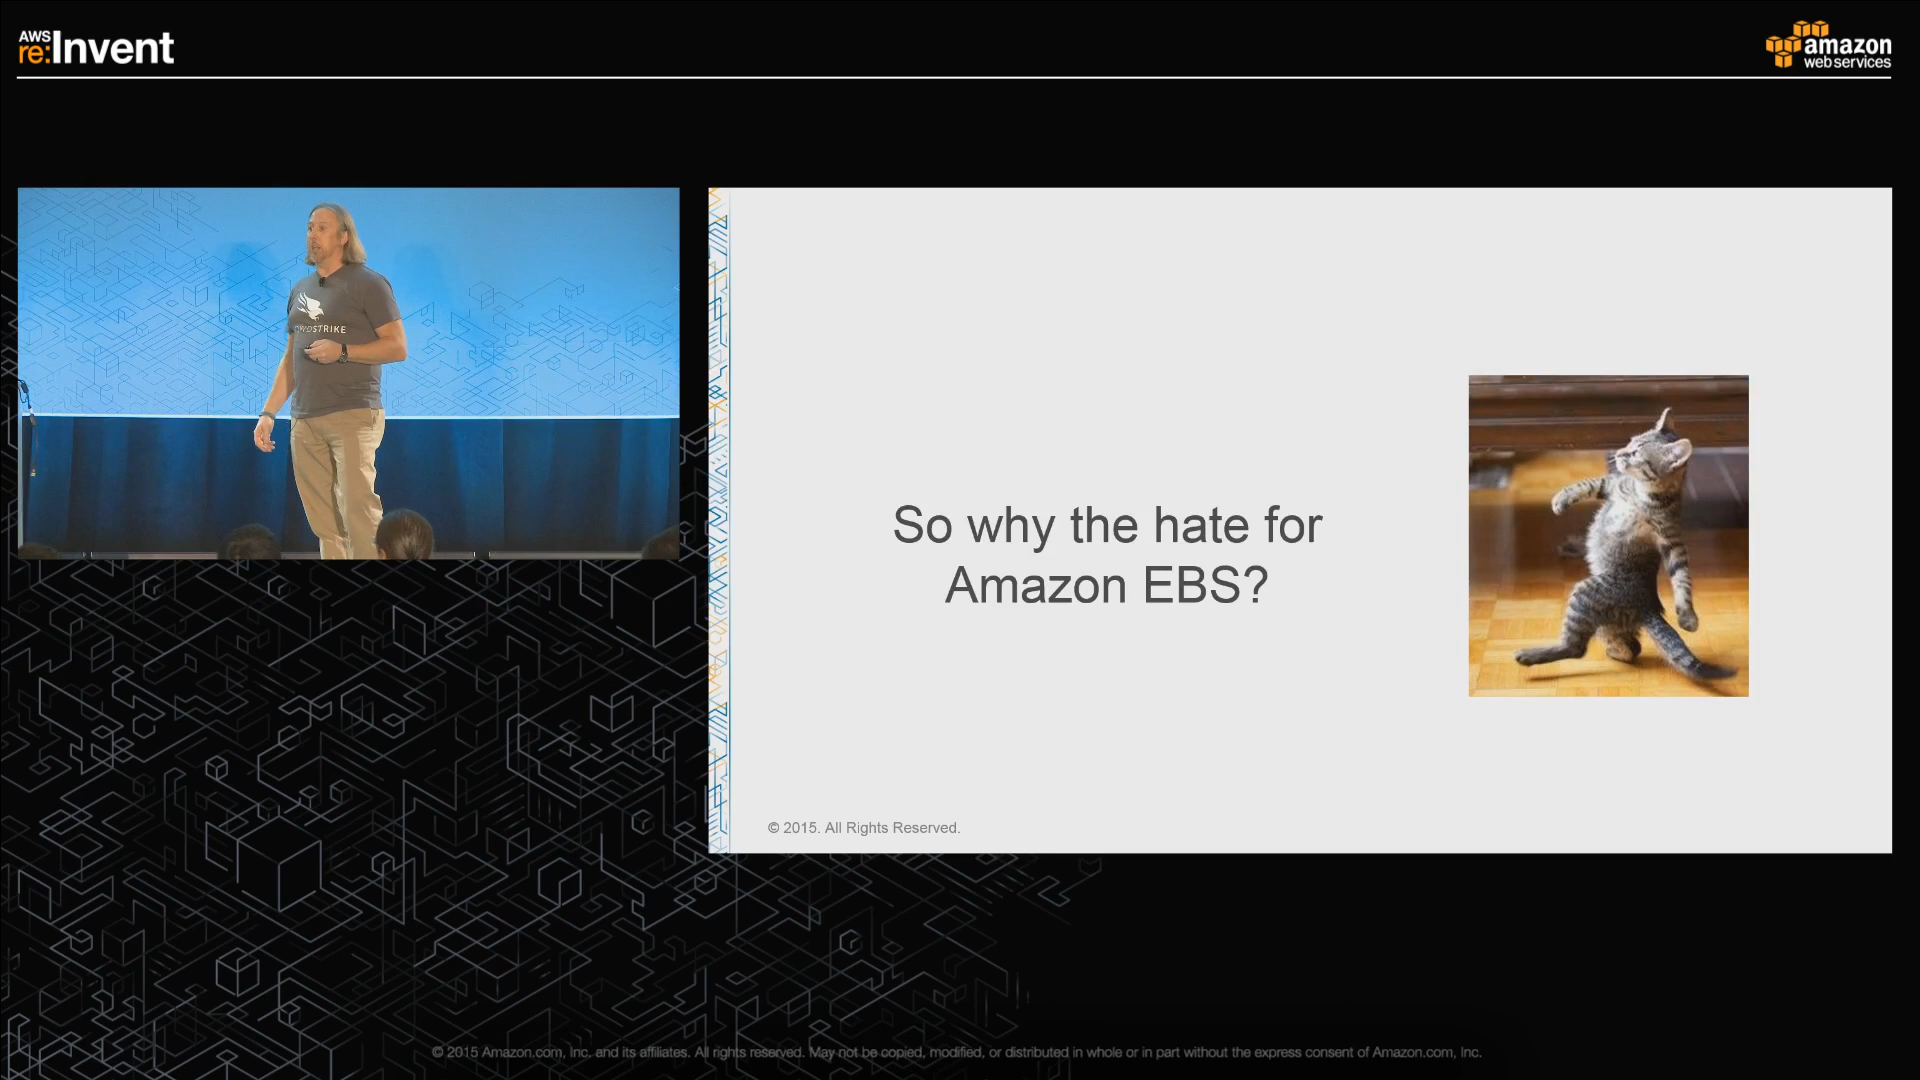 AWS
re:Invent
amazon
web services
STRIKE
So why the hate for
Amazon EBS?
© 2015. All Rights Reserved.
© 2015 Amazon.com, Inc. and its affiliates. All rights reserved. May not be copied, modified, or distributed in whole or in part without the express consent of Amazon.com, Inc.